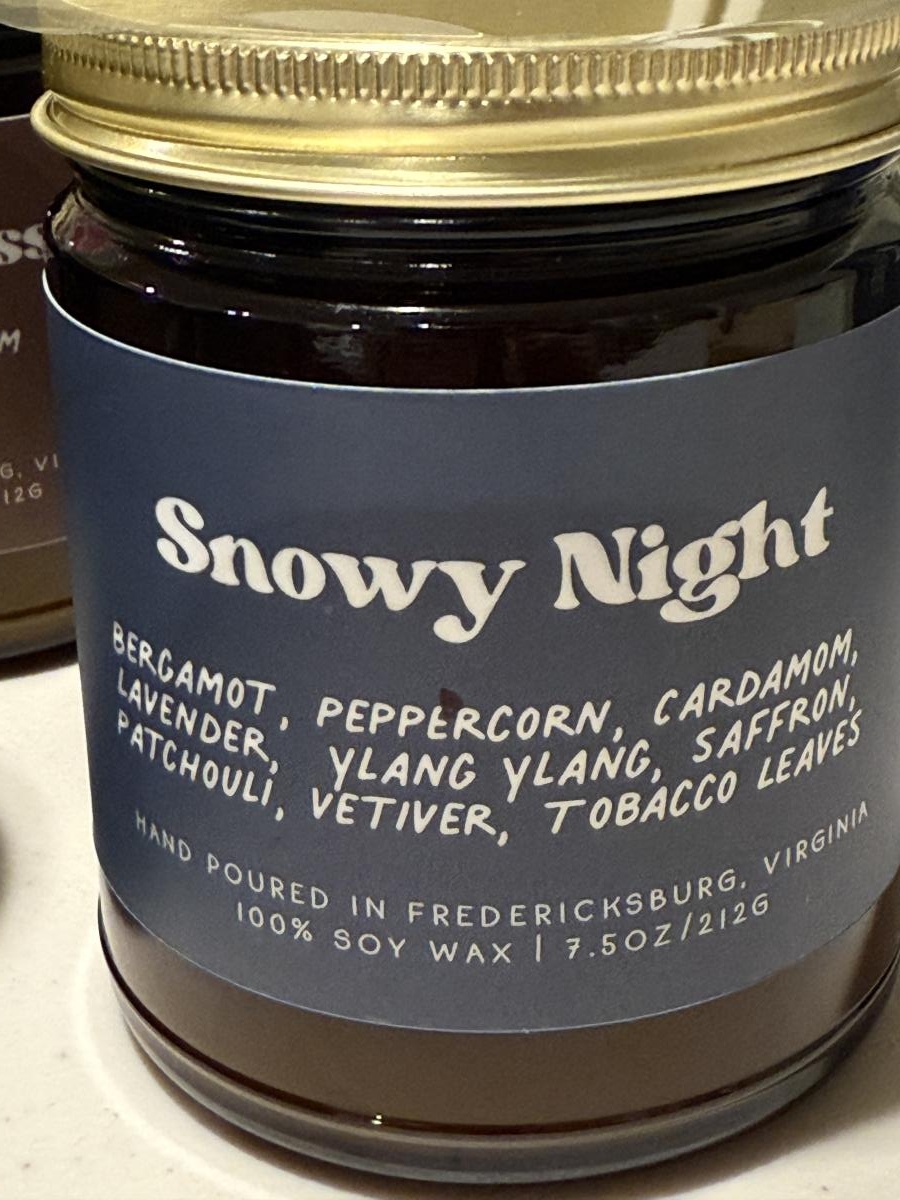 Snowy Night
BERGAMOT, PEPPERCORN, CARDAMOM,
LAVENDER, YLANG YLANG, SAFFRON,
PATCHOULI, VETIVER, TOBACCO LEAVES
HAND POURED IN FREDERICKSBURG, VIRGINIA
100% SOY WAX | 7.5OZ/212G